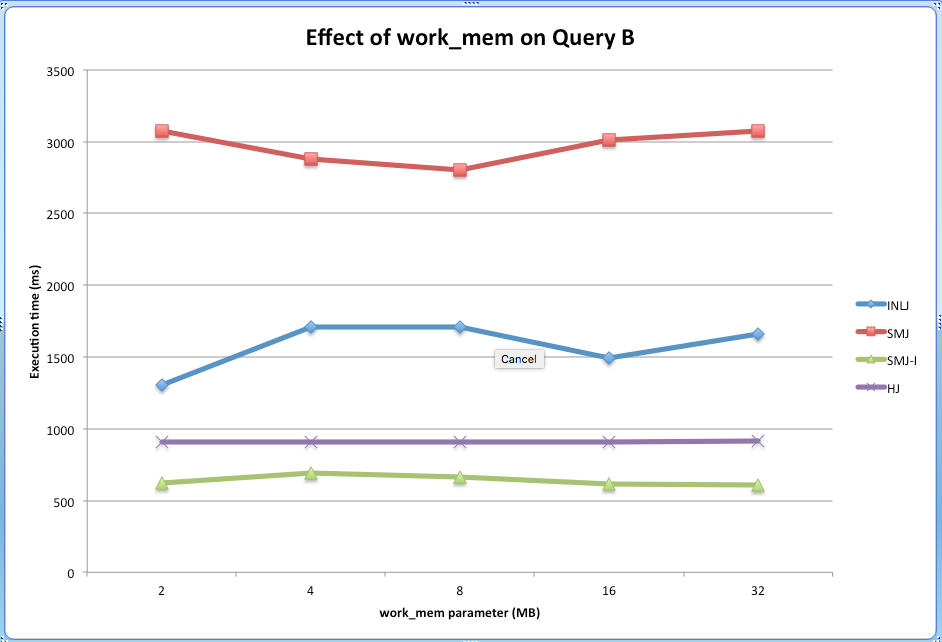 Effect of work_mem on Query B
3500
3000
2500
2000
1500
1000
500
0
Execution time (ms)
2 4 8 16 32
work_mem parameter (MB)
INLJ
SMJ
SMJ-I
HJ
Cancel